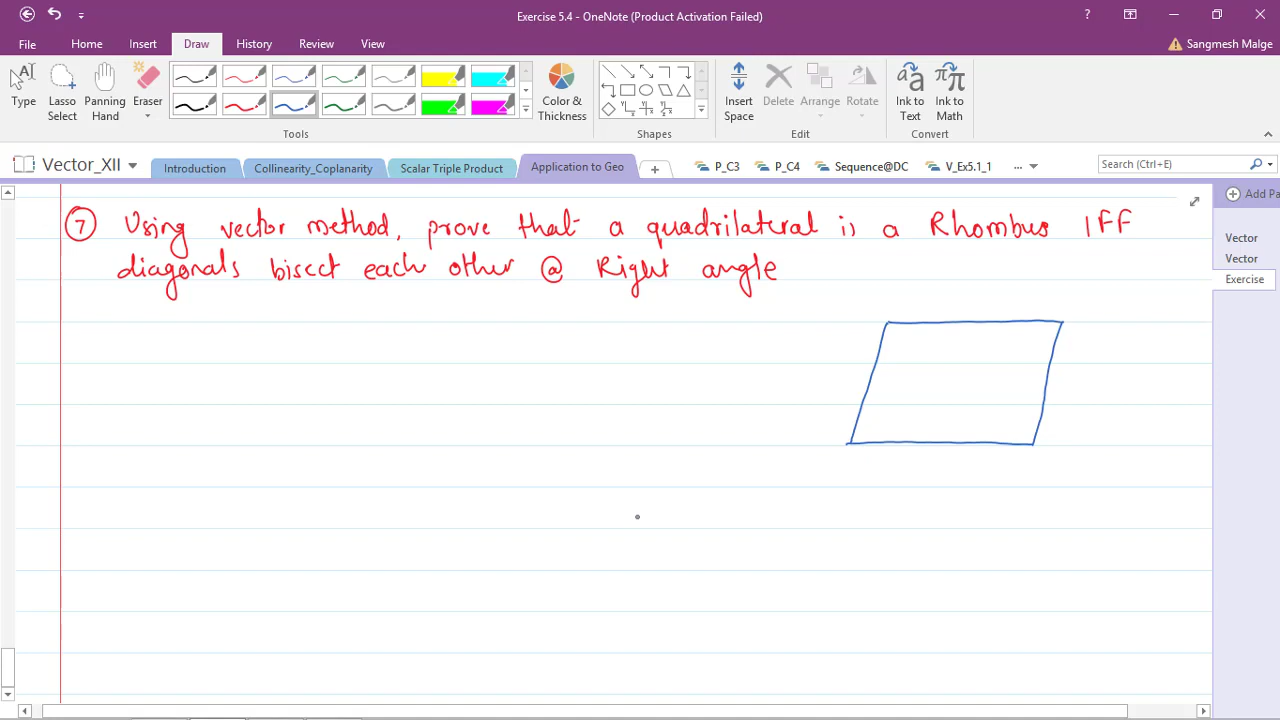 Exercise 5.4 - OneNote (Product Activation Failed)
?
File Home Insert Draw History Review View
Sangmesh Malge
Type
Lasso Select
Panning Hand
Eraser
Color & Thickness
Insert Space
Delete
Arrange
Rotate
Ink to Text
Ink to Math
Tools
Shapes
Edit
Convert
Vector_XII
Introduction
Collinearity_Coplanarity
Scalar Triple Product
Application to Geo
P_C3
P_C4
Sequence@DC
V_Ex5.1_1
...
Search (Ctrl+E)
Add Pa
Vector
Vector
Exercise
7 Using vector method, prove that a quadrilateral is a Rhombus IFF
diagonals bisect each other @ Right angle